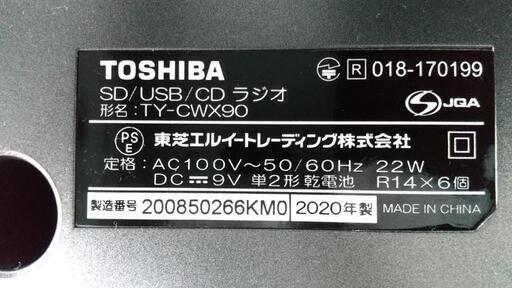 TOSHIBA
R 018-170199
SD/USB/CD ラジオ
形名：TY-CWX90
JQA
PS
E
東芝エルイートレーディング株式会社
定格：AC100V～50/60Hz 22W
DC⎓9V 単2形乾電池 R14×6個
製造番号 200850266KM0 2020年製 MADE IN CHINA